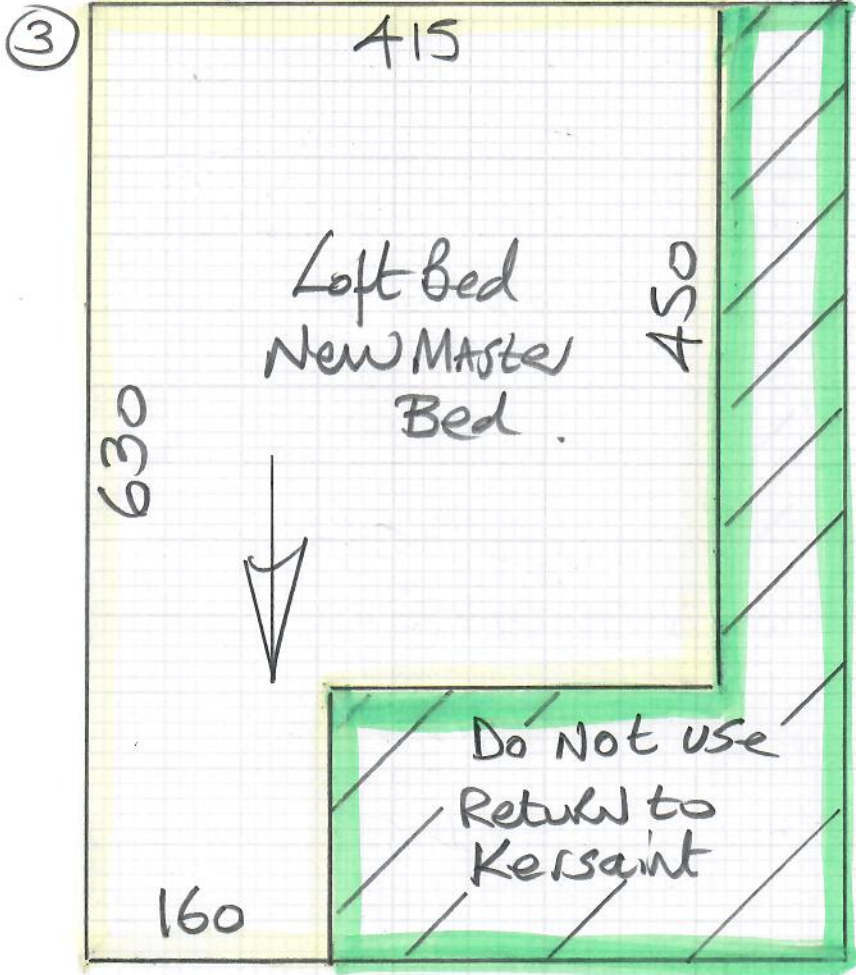 3
415
Loft Bed
New Master
Bed.
450
630
Do Not use
Return to
Kersaint
160